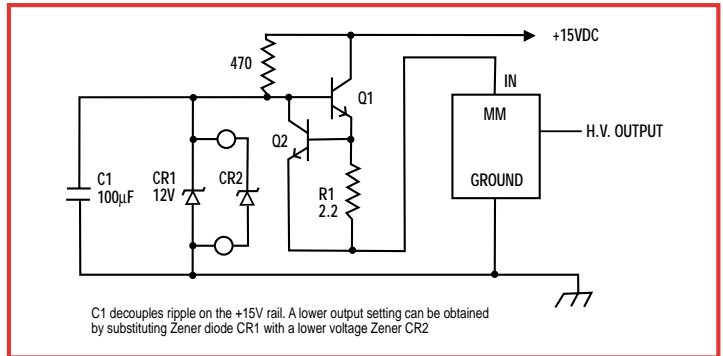 +15VDC
470
Q1
IN
MM
H.V. OUTPUT
Q2
C1
100µF
CR1
12V
CR2
R1
2.2
GROUND
C1 decouples ripple on the +15V rail. A lower output setting can be obtained
by substituting Zener diode CR1 with a lower voltage Zener CR2